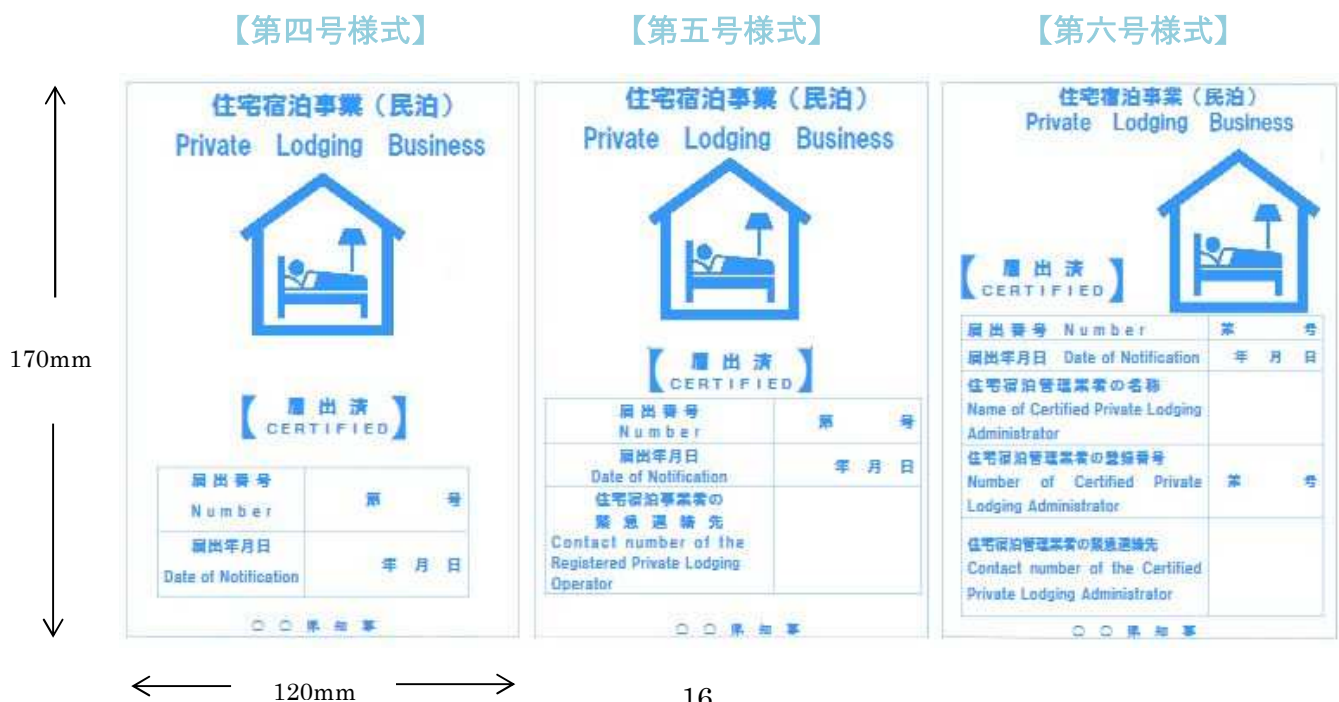 【第四号様式】
【第五号様式】
【第六号様式】
170mm
住宅宿泊事業（民泊）
Private Lodging Business
【届出済
CERTIFIED】
届出番号
Number
第 号
届出年月日
Date of Notification
年 月 日
○○県知事
住宅宿泊事業（民泊）
Private Lodging Business
【届出済
CERTIFIED】
届出番号
Number
第 号
届出年月日
Date of Notification
年 月 日
住宅宿泊事業者の
緊急連絡先
Contact number of the
Registered Private Lodging
Operator
○○県知事
住宅宿泊事業（民泊）
Private Lodging Business
【届出済
CERTIFIED】
届出番号 Number
第 号
届出年月日 Date of Notification
年 月 日
住宅宿泊管理業者の名称
Name of Certified Private Lodging
Administrator
住宅宿泊管理業者の登録番号
Number of Certified Private
Lodging Administrator
第 号
住宅宿泊管理業者の緊急連絡先
Contact number of the Certified
Private Lodging Administrator
○○県知事
120mm
16